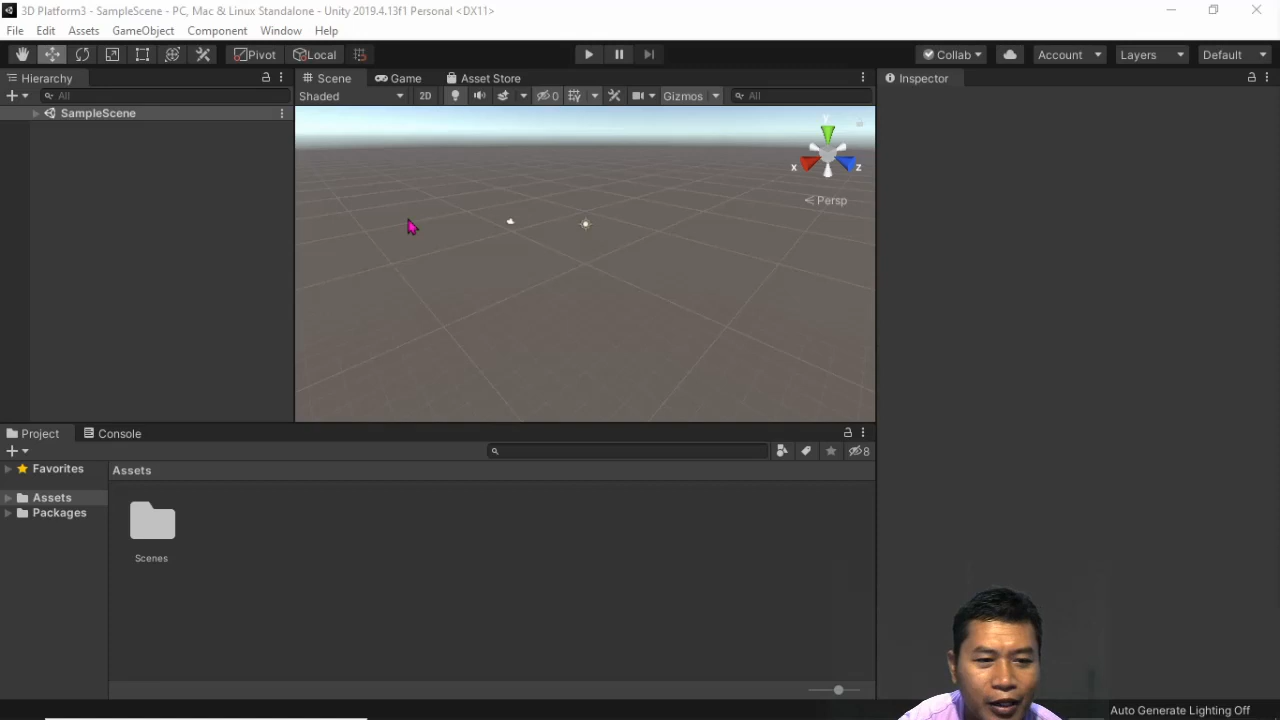 3D Platform3 - SampleScene - PC, Mac & Linux Standalone - Unity 2019.4.13f1 Personal <DX11>
File Edit Assets GameObject Component Window Help
Pivot Local Collab Account Layers Default
Hierarchy Scene Game Asset Store Inspector
All Shaded 2D 0 Gizmos All
SampleScene
y
x z
Persp
Project Console
8
Favorites Assets
Assets
Packages
Scenes
Auto Generate Lighting Off